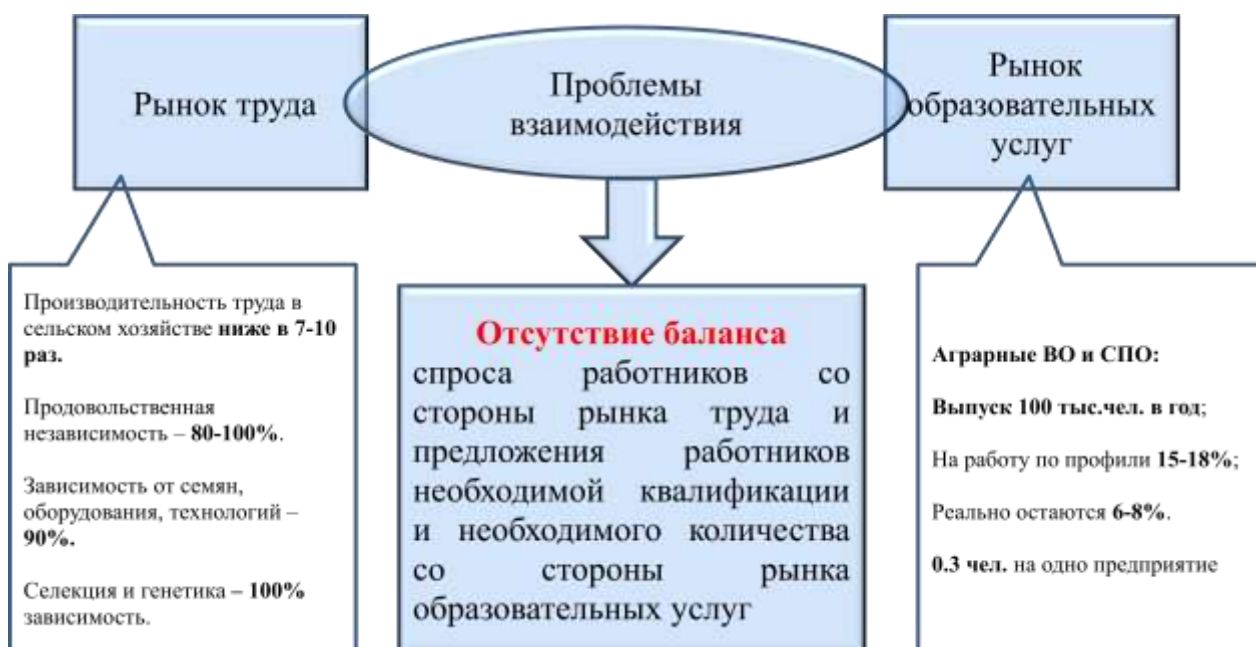 Рынок труда
Проблемы
взаимодействия
Рынок
образовательных
услуг
Производительность труда в
сельском хозяйстве ниже в 7-10
раз.
Продовольственная
независимость – 80-100%.
Зависимость от семян,
оборудования, технологий –
90%.
Селекция и генетика – 100%
зависимость.
Отсутствие баланса
спроса работников со
стороны рынка труда и
предложения работников
необходимой квалификации
и необходимого количества
со стороны рынка
образовательных услуг
Аграрные ВО и СПО:
Выпуск 100 тыс.чел. в год;
На работу по профили 15-18%;
Реально остаются 6-8%.
0.3 чел. на одно предприятие